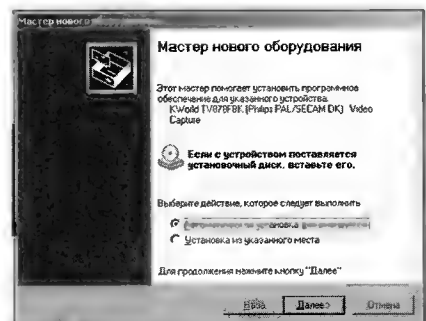 Мастер нового
Мастер нового оборудования
Этот мастер помогает установить программное
обеспечение для указанного устройства:
KWorld TV878FBK (Philips PAL/SECAM DK) Video
Capture
Если с устройством поставляется
установочный диск, вставьте его.
Выберите действие, которое следует выполнить
установка
Установка из указанного места
Для продолжения нажмите кнопку "Далее"
Назад Далее > Отмена